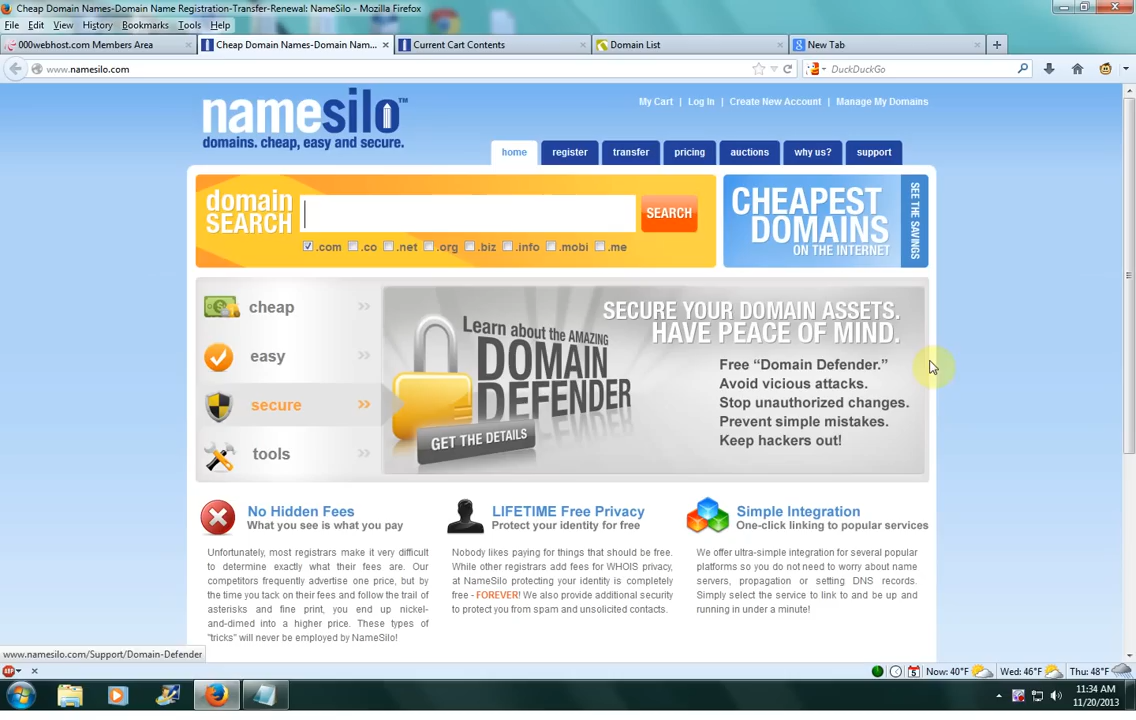 Cheap Domain Names-Domain Name Registration-Transfer-Renewal: NameSilo - Mozilla Firefox
File Edit View History Bookmarks Tools Help
000webhost.com Members Area
Cheap Domain Names-Domain Nam...
Current Cart Contents
Domain List
New Tab
www.namesilo.com
DuckDuckGo
namesilo™
domains. cheap, easy and secure.
My Cart | Log In | Create New Account | Manage My Domains
home register transfer pricing auctions why us? support
domain
SEARCH
SEARCH
.com .co .net .org .biz .info .mobi .me
CHEAPEST
DOMAINS
ON THE INTERNET
SEE THE SAVINGS
cheap
easy
secure
tools
Learn about the AMAZING
DOMAIN
DEFENDER
GET THE DETAILS
SECURE YOUR DOMAIN ASSETS.
HAVE PEACE OF MIND.
Free “Domain Defender.”
Avoid vicious attacks.
Stop unauthorized changes.
Prevent simple mistakes.
Keep hackers out!
No Hidden Fees
What you see is what you pay
Unfortunately, most registrars make it very difficult
to determine exactly what their fees are. Our
competitors frequently advertise one price, but by
the time you tack on their fees and follow the trail of
asterisks and fine print, you end up nickel-
and-dimed into a higher price. These types of
"tricks" will never be employed by NameSilo!
LIFETIME Free Privacy
Protect your identity for free
Nobody likes paying for things that should be free.
While other registrars add fees for WHOIS privacy,
at NameSilo protecting your identity is completely
free - FOREVER! We also provide additional security
to protect you from spam and unsolicited contacts.
Simple Integration
One-click linking to popular services
We offer ultra-simple integration for several popular
platforms so you do not need to worry about name
servers, propagation or setting DNS records.
Simply select the service to link to and be up and
running in under a minute!
www.namesilo.com/Support/Domain-Defender
ABP
5
Now: 40°F
Wed: 46°F
Thu: 48°F
11:34 AM
11/20/2013